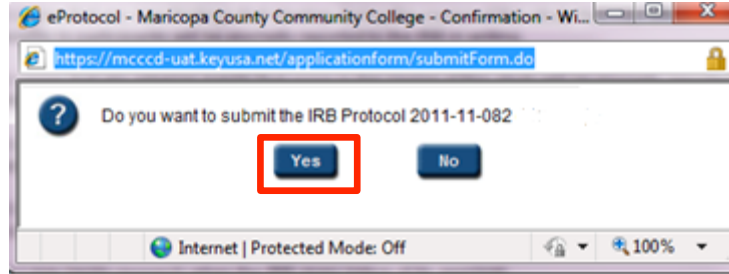 eProtocol - Maricopa County Community College - Confirmation - Wi...
https://mcccd-uat.keyusa.net/applicationform/submitForm.do
Do you want to submit the IRB Protocol 2011-11-082
Yes No
Internet | Protected Mode: Off 100%